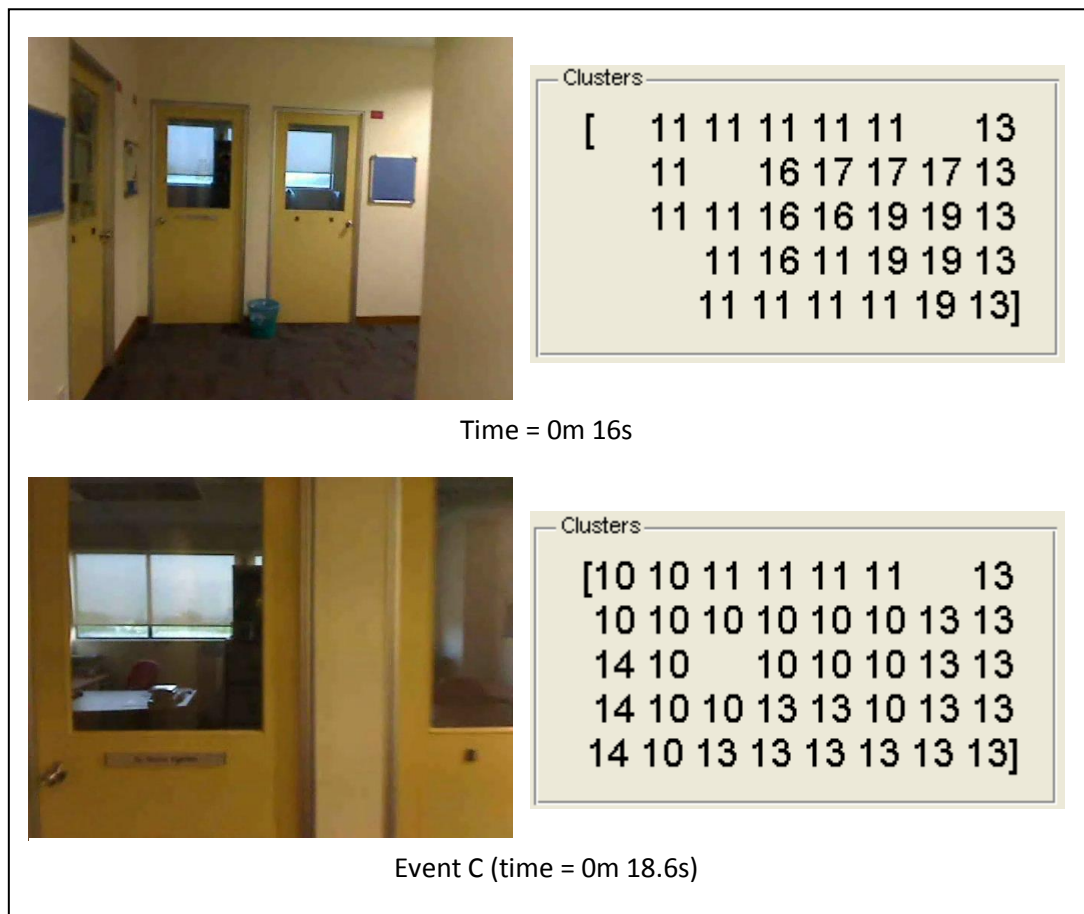 Clusters
[ 11 11 11 11 11 13
11 16 17 17 17 13
11 11 16 16 19 19 13
11 16 11 19 19 13
11 11 11 11 19 13]
Time = 0m 16s
Clusters
[10 10 11 11 11 11 13
10 10 10 10 10 10 13 13
14 10 10 10 10 13 13
14 10 10 13 13 10 13 13
14 10 13 13 13 13 13 13]
Event C (time = 0m 18.6s)